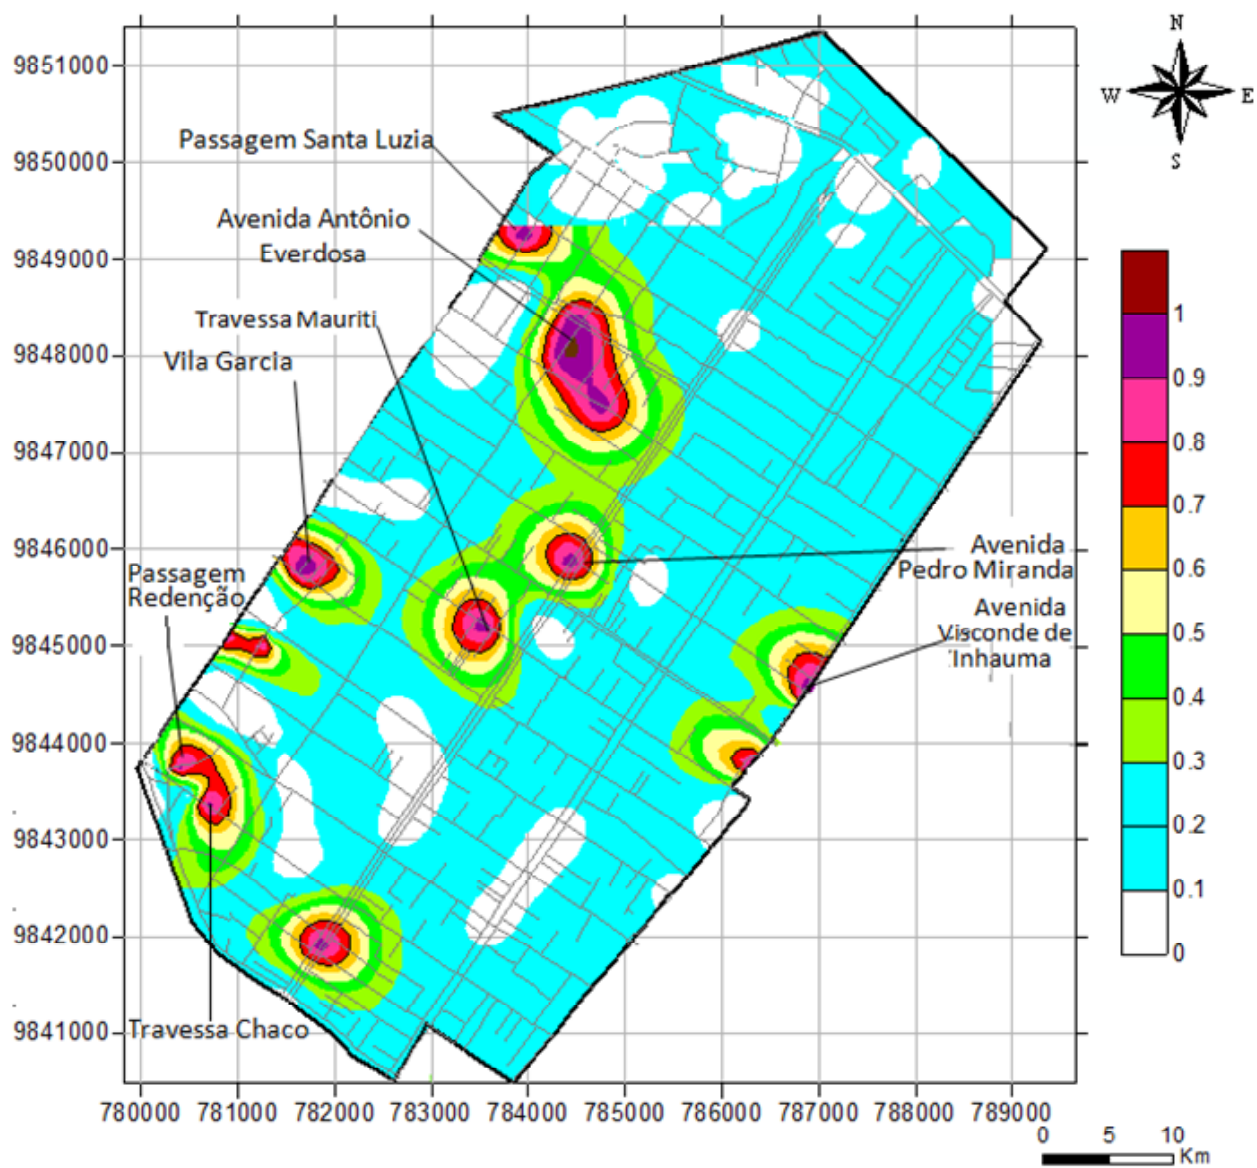 N
W E
S
9851000
9850000
9849000
9848000
9847000
9846000
9845000
9844000
9843000
9842000
9841000
Passagem Santa Luzia
Avenida Antônio
Everdosa
Travessa Mauriti
Vila Garcia
Passagem
Redenção
Travessa Chaco
Avenida
Pedro Miranda
Avenida
Visconde de
Inhauma
1
0.9
0.8
0.7
0.6
0.5
0.4
0.3
0.2
0.1
0
780000 781000 782000 783000 784000 785000 786000 787000 788000 789000
0 5 10
Km